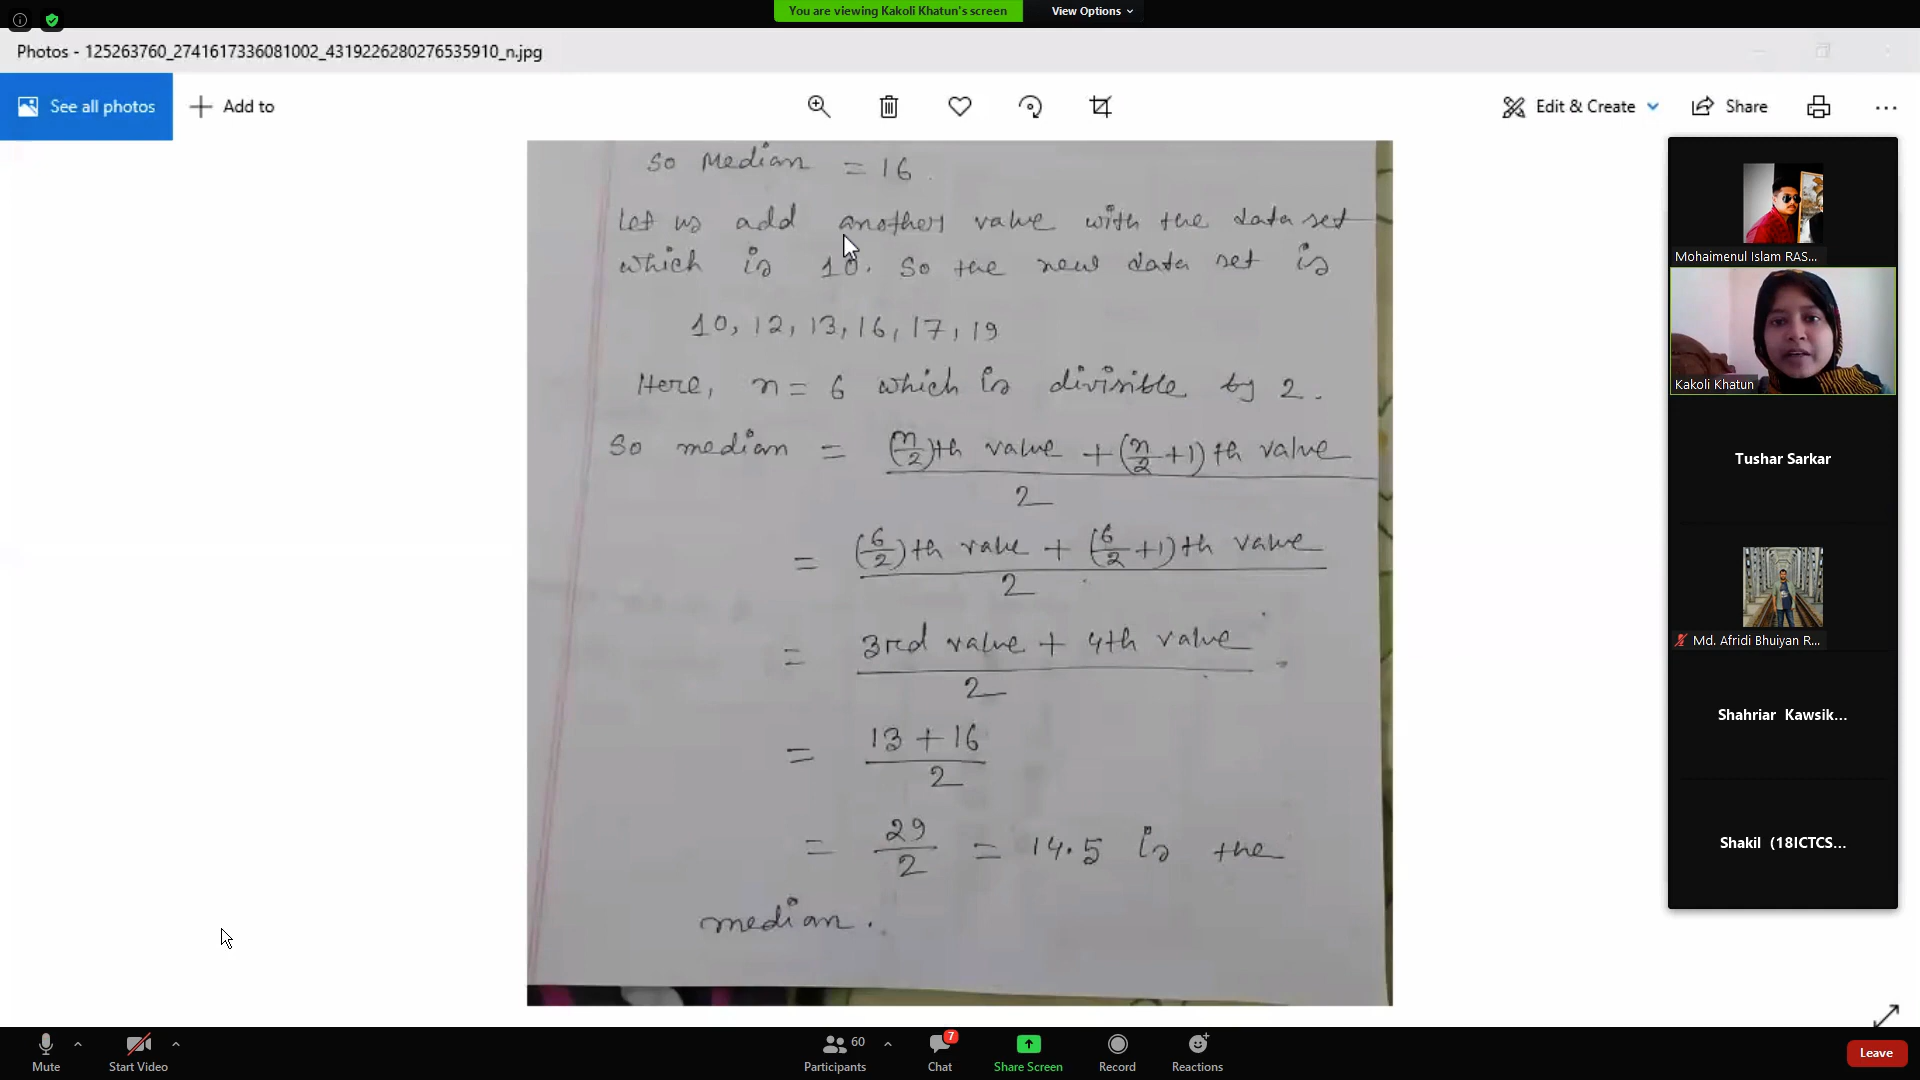 You are viewing Kakoli Khatun's screen
View Options
Photos - 125263760_2741617336081002_4319226280276535910_n.jpg
See all photos
Add to
Edit & Create
Share
So Median = 16.
Let us add another value with the data set
which is 10. So the new data set is
10, 12, 13, 16, 17, 19
Here, n = 6 which is divisible by 2.
So median = (n/2)th value + (n/2 + 1)th value
2
= (6/2)th value + (6/2 + 1)th value
2
= 3rd value + 4th value
2
= 13 + 16
2
= 29/2 = 14.5 is the
median.
Mohaimenul Islam RAS...
Kakoli Khatun
Tushar Sarkar
Md. Afridi Bhuiyan R...
Shahriar Kawsik...
Shakil (18ICTCS...
Mute
Start Video
60
Participants
7
Chat
Share Screen
Record
Reactions
Leave